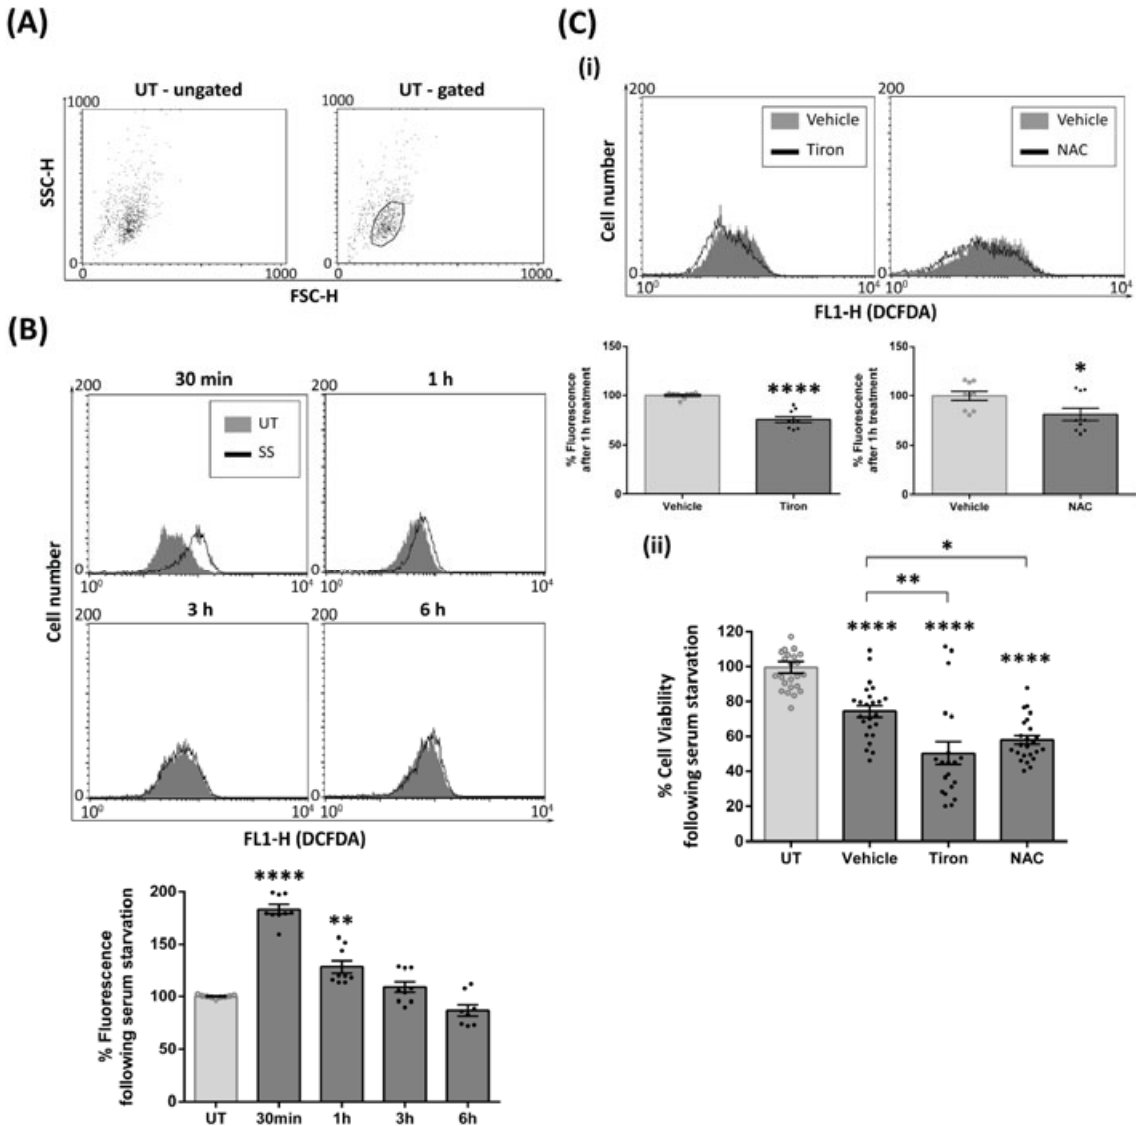 (A)
UT - ungated
UT - gated
1000
1000
SSC-H
0
0
0
1000
0
1000
FSC-H
(B)
30 min
1 h
200
200
UT
SS
0
0
10⁰
10⁴
10⁰
10⁴
Cell number
3 h
6 h
200
200
0
0
10⁰
10⁴
10⁰
10⁴
FL1-H (DCFDA)
% Fluorescence
following serum starvation
200
150
100
50
0
****
**
UT
30min
1h
3h
6h
(C)
(i)
200
200
Vehicle
Tiron
Vehicle
NAC
Cell number
0
0
10⁰
10⁴
10⁰
10⁴
FL1-H (DCFDA)
% Fluorescence
after 1h treatment
150
100
50
0
****
Vehicle
Tiron
% Fluorescence
after 1h treatment
150
100
50
0
*
Vehicle
NAC
(ii)
*
**
****
****
****
% Cell Viability
following serum starvation
120
100
80
60
40
20
0
UT
Vehicle
Tiron
NAC